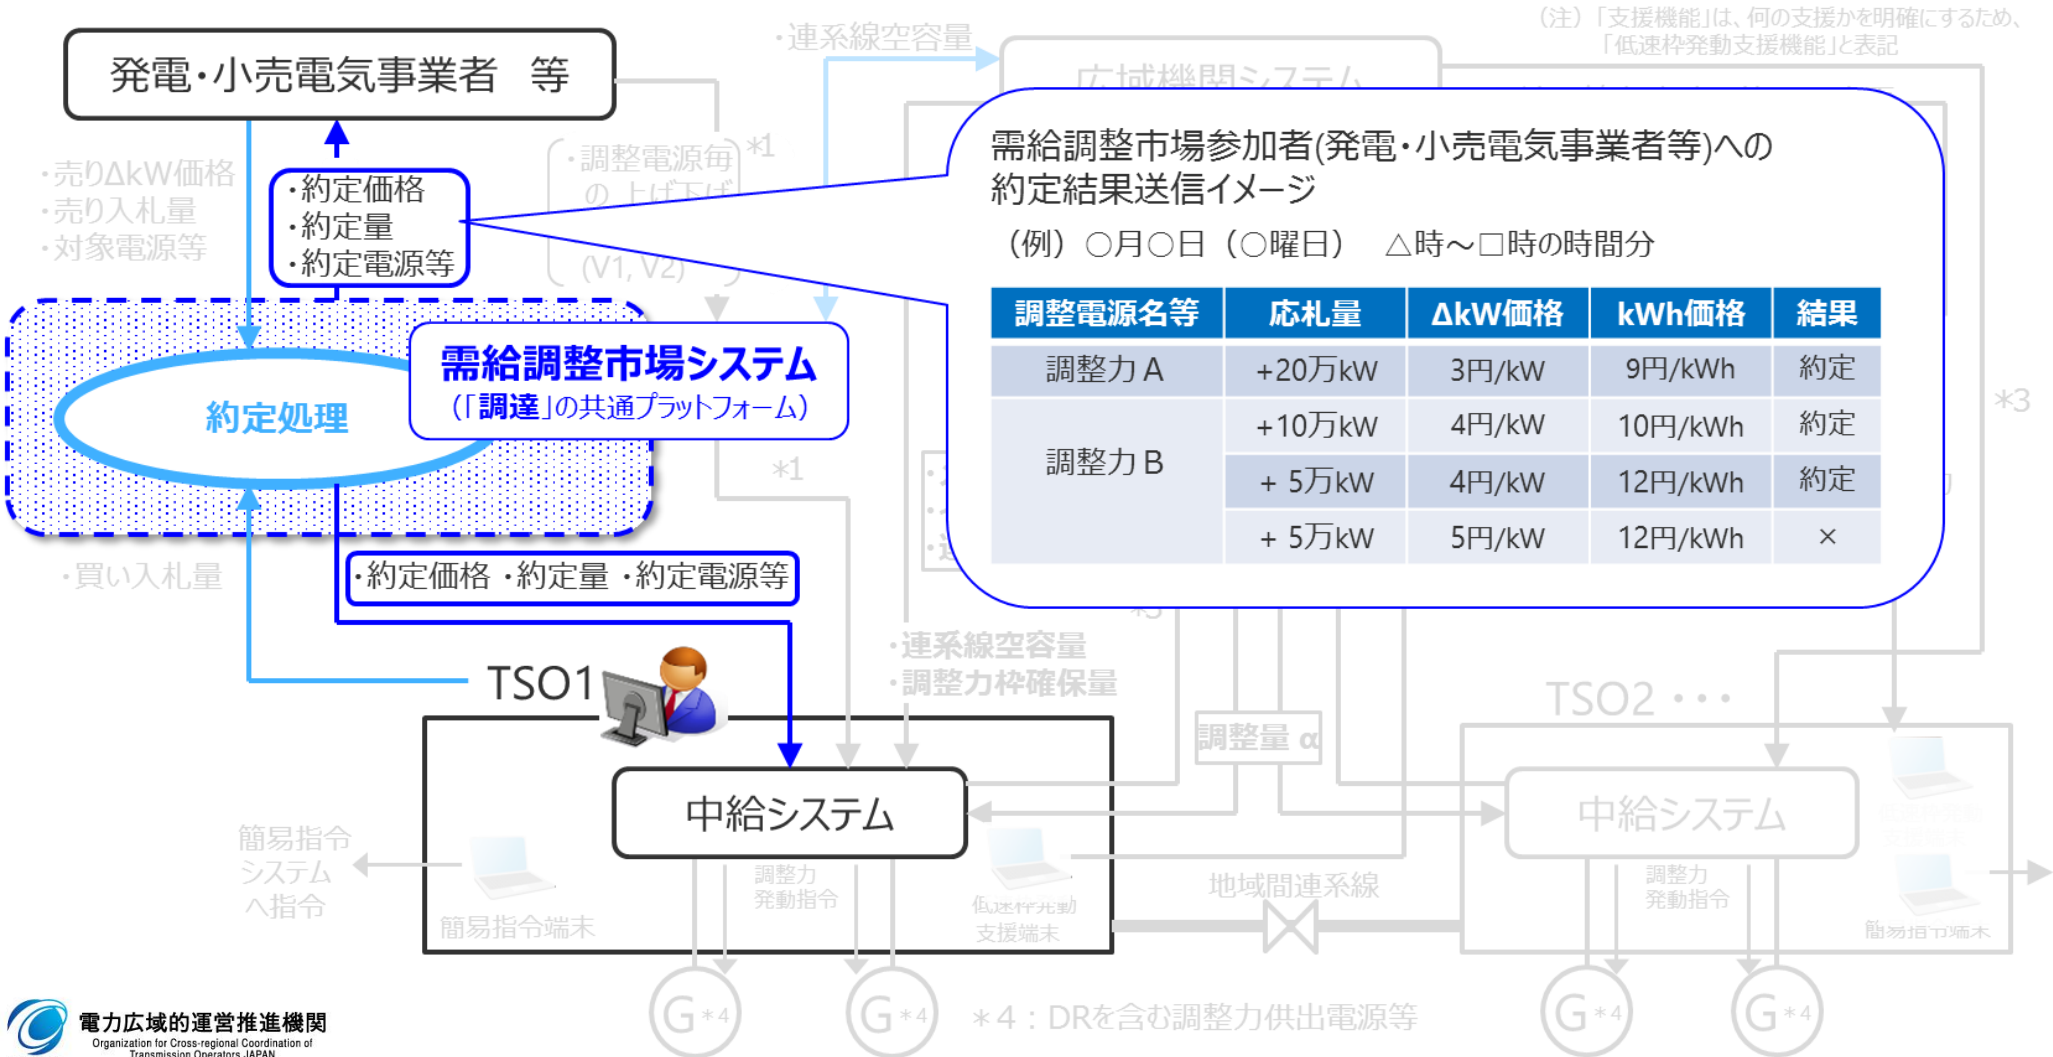 （注）「支援機能」は、何の支援かを明確にするため、
「低速枠発動支援機能」と表記
発電・小売電気事業者　等
・連系線空容量
広域機関システム
・売りΔkW価格
・売り入札量
・対象電源等
・約定価格
・約定量
・約定電源等
・調整電源毎
の 上げ下げ
(V1, V2)
*1
需給調整市場参加者(発電・小売電気事業者等)への
約定結果送信イメージ
（例）○月○日（○曜日）　△時～□時の時間分
調整電源名等 応札量 ΔkW価格 kWh価格 結果
調整力A +20万kW 3円/kW 9円/kWh 約定
調整力B +10万kW 4円/kW 10円/kWh 約定
+ 5万kW 4円/kW 12円/kWh 約定
+ 5万kW 5円/kW 12円/kWh ×
需給調整市場システム
（「調達」の共通プラットフォーム）
約定処理
*1
*3
・買い入札量
・約定価格 ・約定量 ・約定電源等
・連系線空容量
・調整力枠確保量
TSO1
TSO2・・・
調整量 α
中給システム
中給システム
簡易指令
システム
へ指令
簡易指令端末
調整力
発動指令
低速枠発動
支援端末
地域間連系線
調整力
発動指令
簡易指令端末
G*4
G*4
G*4
G*4
*4：DRを含む調整力供出電源等
電力広域的運営推進機関
Organization for Cross-regional Coordination of
Transmission Operators,JAPAN